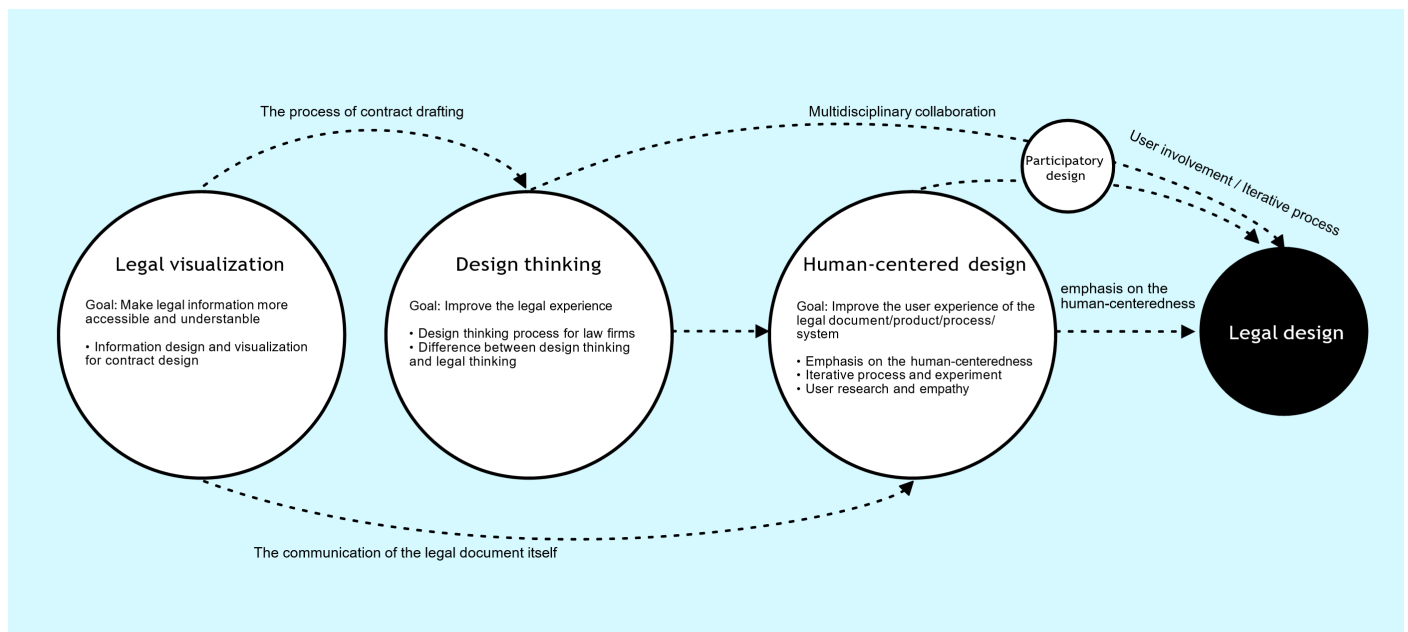 The process of contract drafting
Multidisciplinary collaboration
User involvement / Iterative process
Participatory
design
Legal visualization
Goal: Make legal information more
accessible and understanble
• Information design and visualization
for contract design
Design thinking
Goal: Improve the legal experience
• Design thinking process for law firms
• Difference between design thinking
and legal thinking
Human-centered design
Goal: Improve the user experience of the
legal document/product/process/
system
• Emphasis on the human-centeredness
• Iterative process and experiment
• User research and empathy
emphasis on the
human-centeredness
Legal design
The communication of the legal document itself